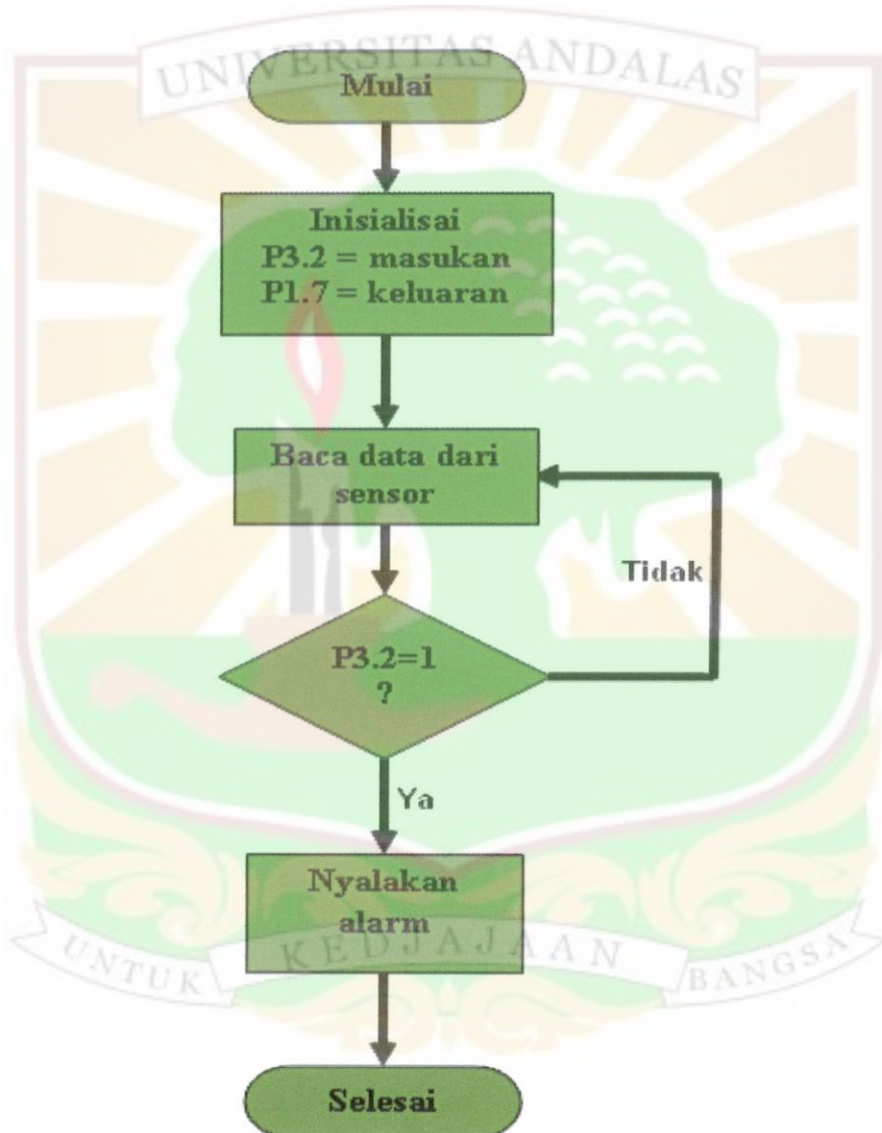 UNIVERSITAS ANDALAS
Mulai
Inisialisai
P3.2 = masukan
P1.7 = keluaran
Baca data dari
sensor
Tidak
P3.2=1
?
Ya
Nyalakan
alarm
UNTUK KEDJAJAAN BANGSA
Selesai